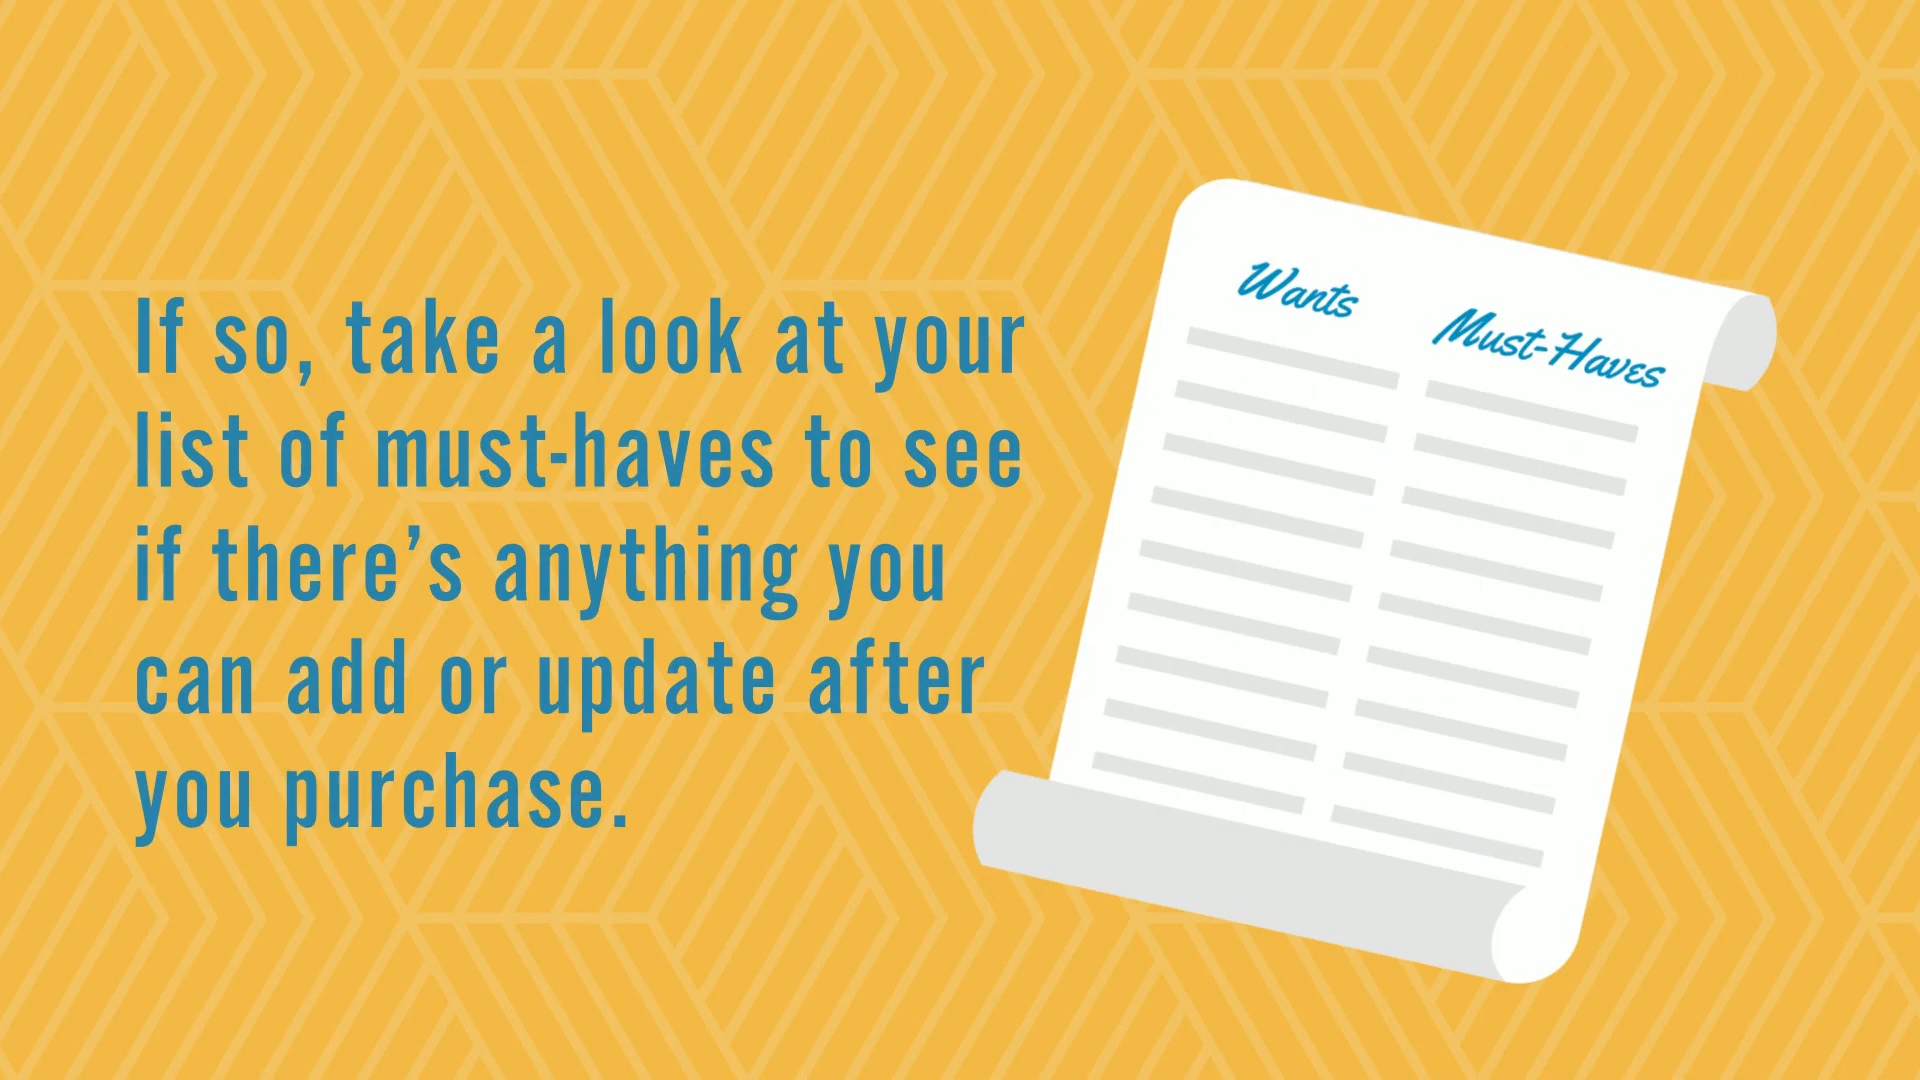 If so, take a look at your
list of must-haves to see
if there’s anything you
can add or update after
you purchase.
Wants
Must-Haves